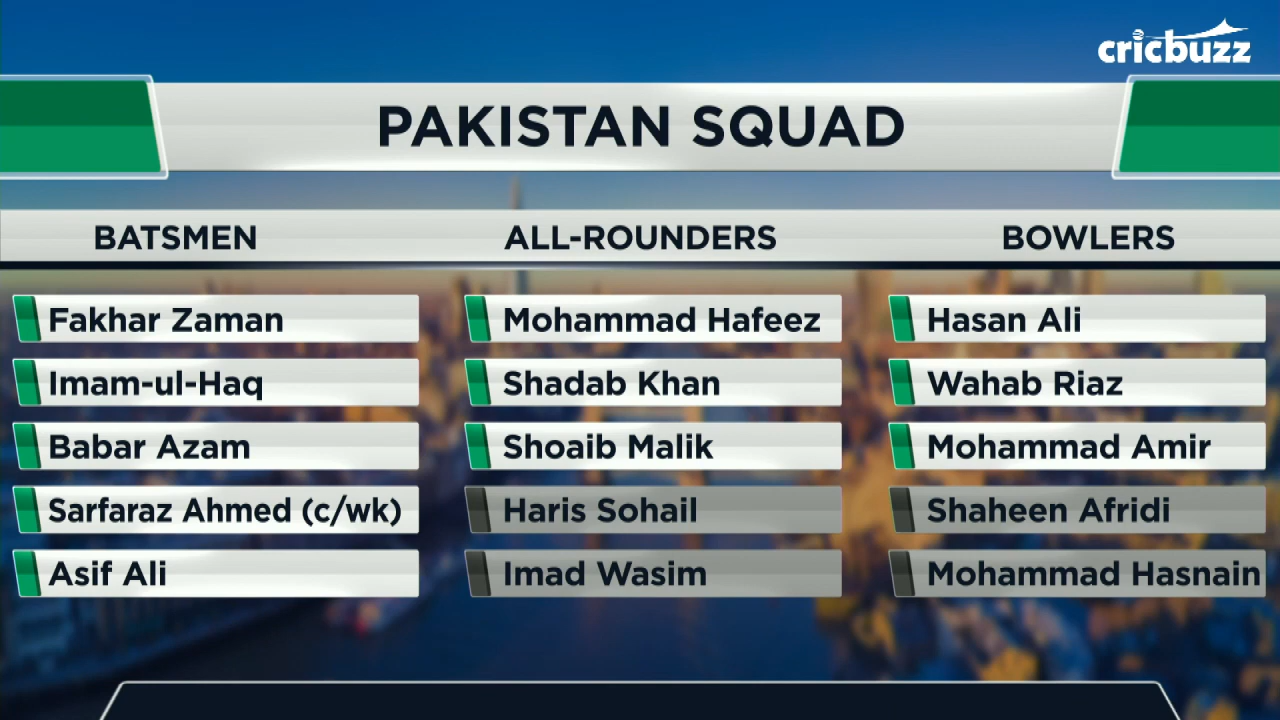 cricbuzz
PAKISTAN SQUAD
BATSMEN
Fakhar Zaman
Imam-ul-Haq
Babar Azam
Sarfaraz Ahmed (c/wk)
Asif Ali
ALL-ROUNDERS
Mohammad Hafeez
Shadab Khan
Shoaib Malik
Haris Sohail
Imad Wasim
BOWLERS
Hasan Ali
Wahab Riaz
Mohammad Amir
Shaheen Afridi
Mohammad Hasnain